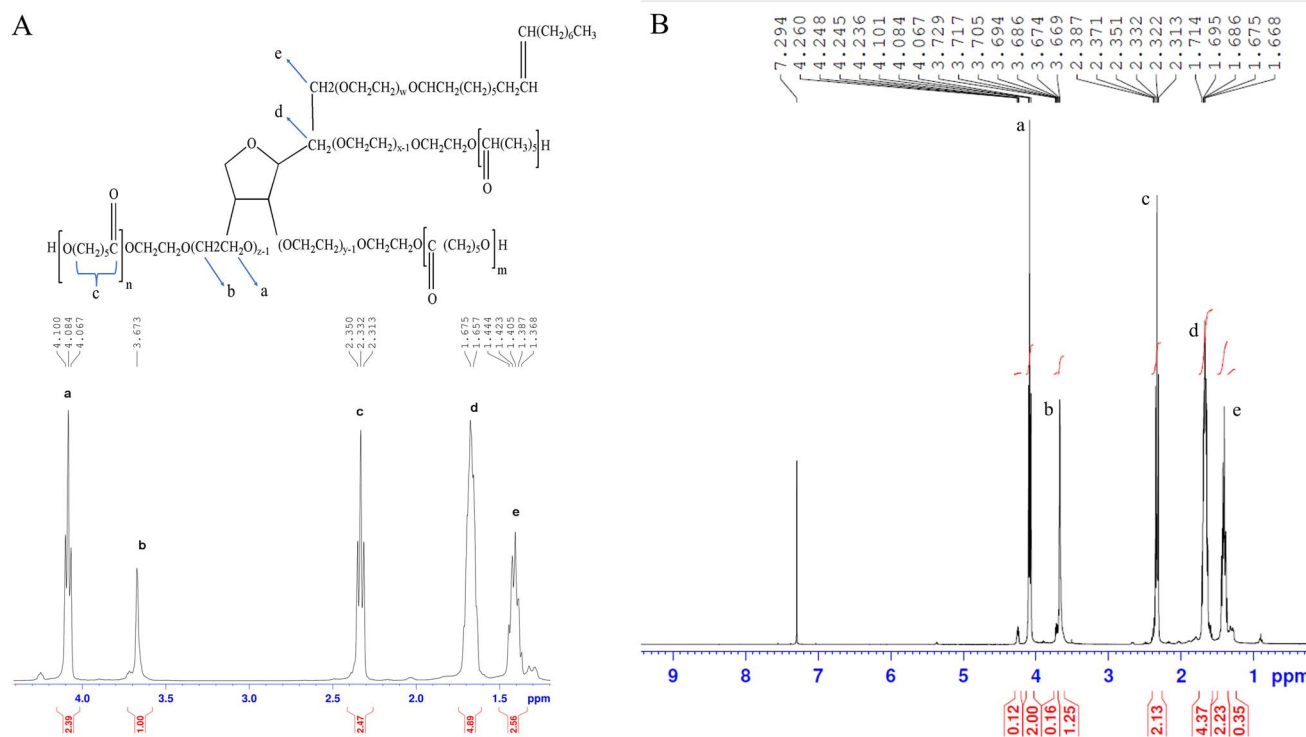 A
CH(CH2)6CH3
e
CH2(OCH2CH2)wOCHCH2(CH2)5CH2CH
d
O
CH2(OCH2CH2)x-1OCH2CH2O[CH(CH3)5]H
O
O
H[O(CH2)5C]nOCH2CH2O(CH2CH2O)z-1
(OCH2CH2)y-1OCH2CH2O[C (CH2)5O]mH
c
b
a
O
4.100
4.084
4.067
3.673
2.350
2.332
2.313
1.675
1.657
1.444
1.423
1.405
1.387
1.368
a
b
c
d
e
4.0 3.5 3.0 2.5 2.0 1.5 ppm
2.39 1.00 2.47 4.89 2.56
B
7.294
4.260
4.248
4.245
4.236
4.101
4.084
4.067
3.729
3.717
3.705
3.694
3.686
3.674
3.669
2.387
2.371
2.351
2.332
2.322
2.313
1.714
1.695
1.686
1.675
1.668
a
c
d
b
e
9 8 7 6 5 4 3 2 1 ppm
0.12 2.00 0.16 1.25 2.13 4.37 2.23 0.35